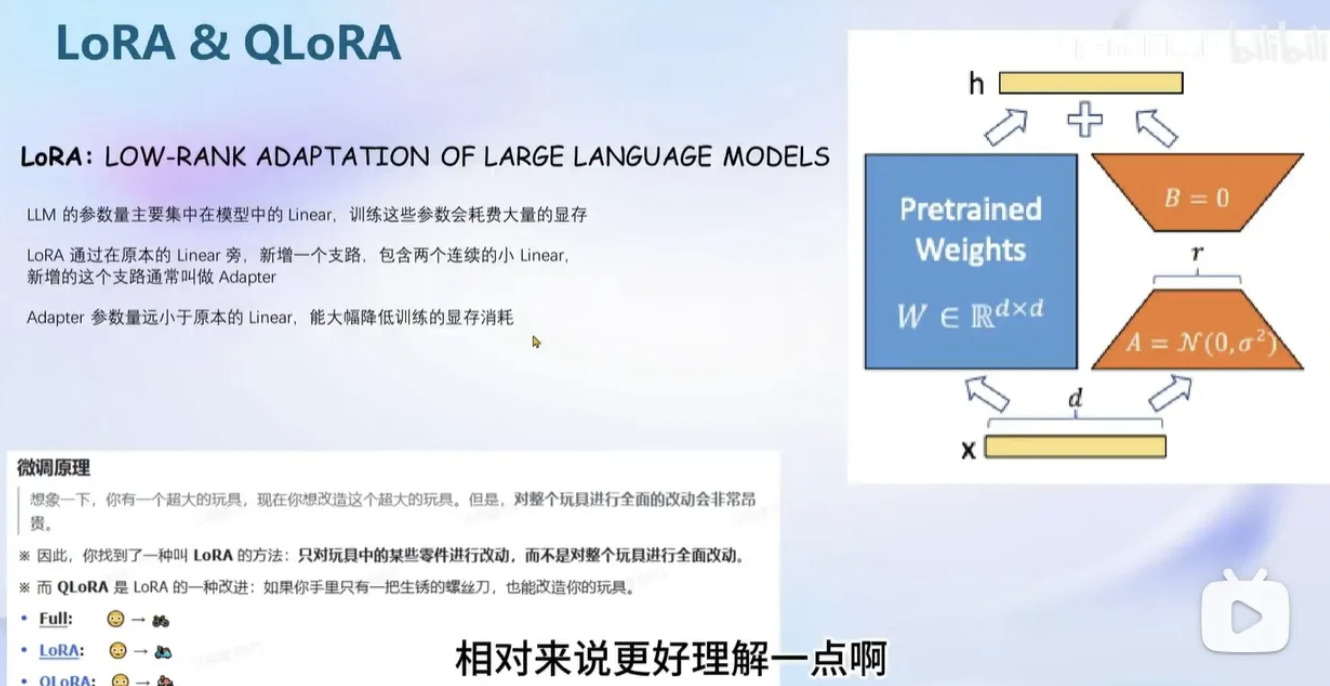 LoRA & QLoRA
LoRA: LOW-RANK ADAPTATION OF LARGE LANGUAGE MODELS
LLM 的参数量主要集中在模型中的 Linear，训练这些参数会耗费大量的显存
LoRA 通过在原本的 Linear 旁，新增一个支路，包含两个连续的小 Linear，
新增的这个支路通常叫做 Adapter
Adapter 参数量远小于原本的 Linear，能大幅降低训练的显存消耗
bilibili
h
Pretrained
Weights
W ∈ ℝ^{d×d}
B = 0
r
A = 𝒩(0,σ²)
d
x
微调原理
想象一下，你有一个超大的玩具，现在你想改造这个超大的玩具。但是，对整个玩具进行全面的改动会非常昂
贵。
※ 因此，你找到了一种叫 LoRA 的方法：只对玩具中的某些零件进行改动，而不是对整个玩具进行全面改动。
※ 而 QLoRA 是 LoRA 的一种改进：如果你手里只有一把生锈的螺丝刀，也能改造你的玩具。
• Full: 😳 → 🚲
• LoRA: 😳 → 🛵
• QLoRA: 😳 → 🏍
相对来说更好理解一点啊